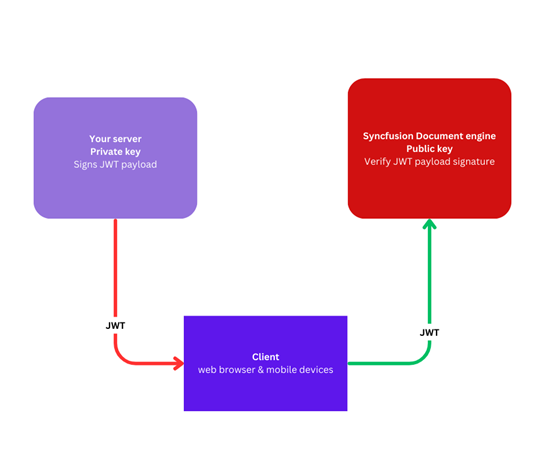 Your server
Private key
Signs JWT payload
Syncfusion Document engine
Public key
Verify JWT payload signature
JWT
JWT
Client
web browser & mobile devices